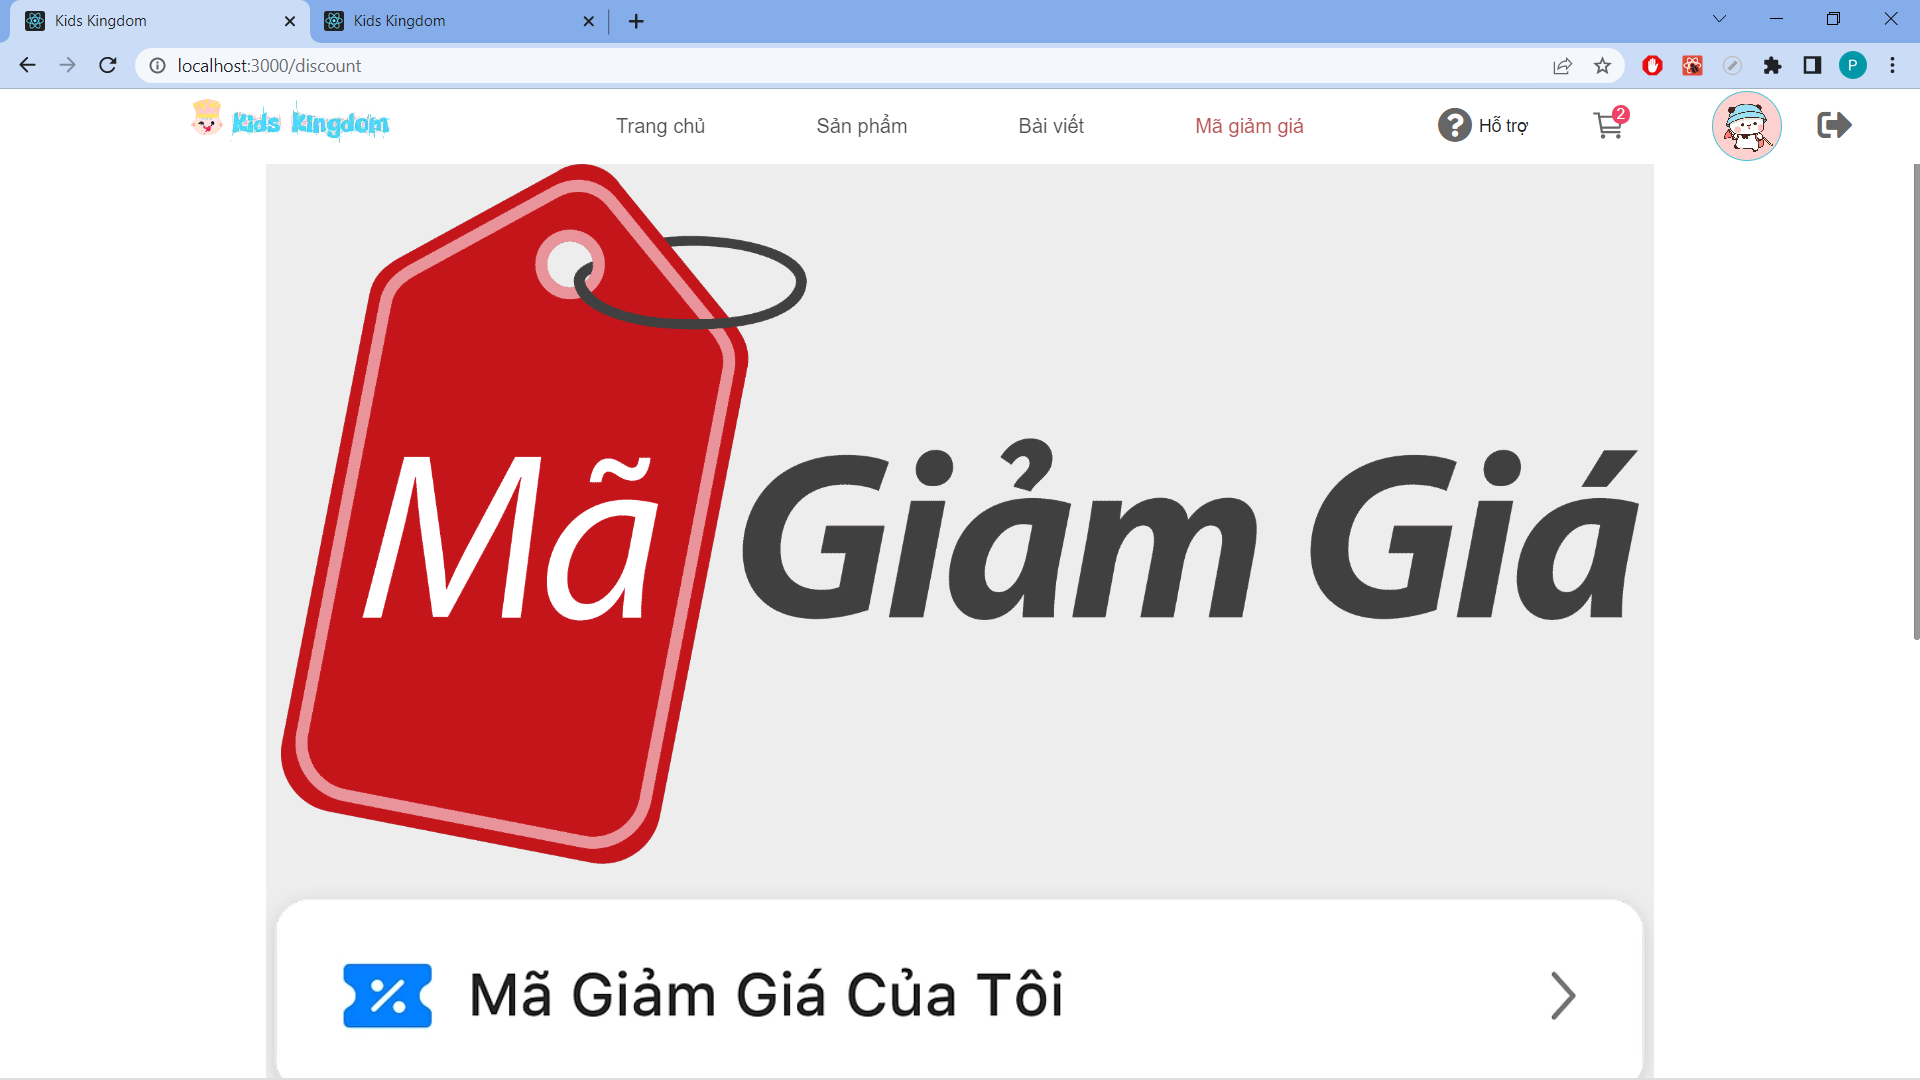 Kids Kingdom
Kids Kingdom
localhost:3000/discount
P
Kids Kingdom
Trang chủ
Sản phẩm
Bài viết
Mã giảm giá
? Hỗ trợ
2
Mã Giảm Giá
% Mã Giảm Giá Của Tôi